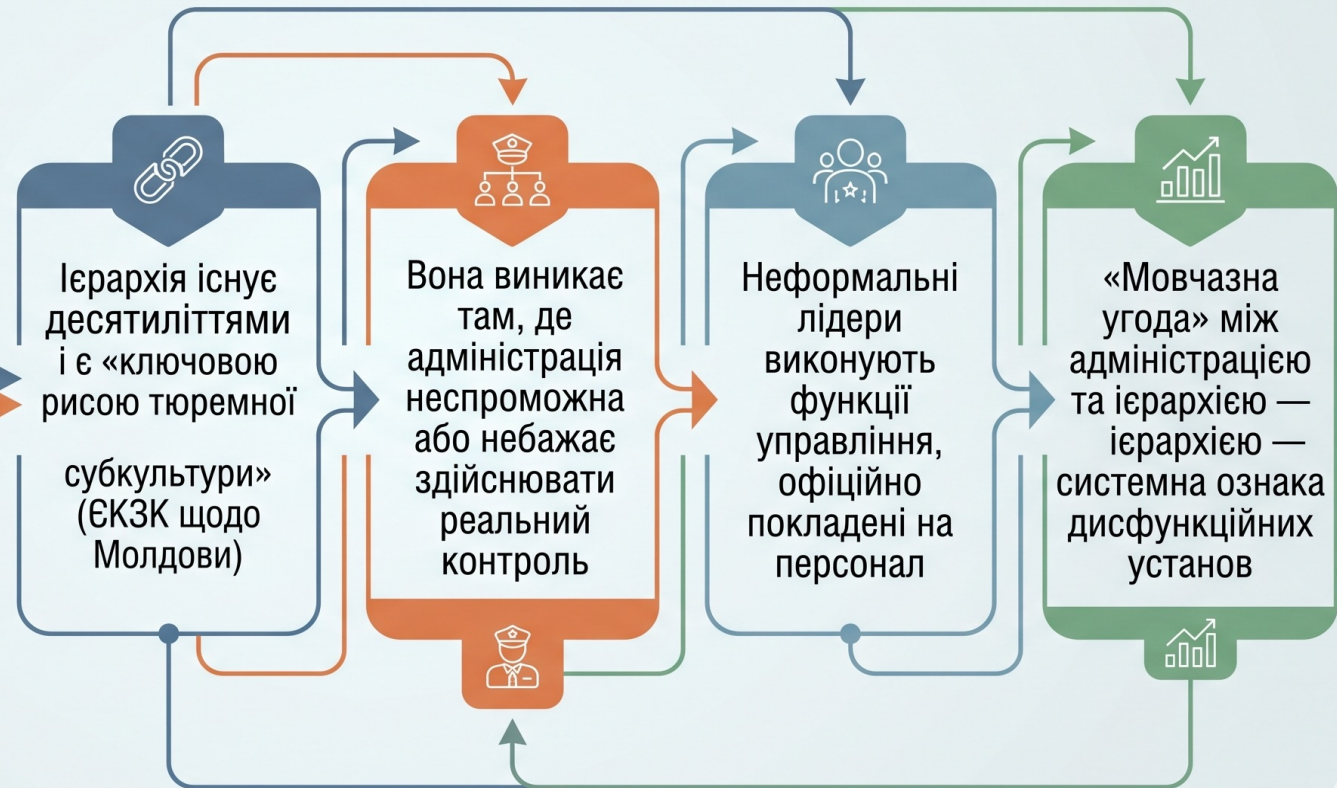 Ієрархія існує
десятиліттями
і є «ключовою
рисою тюремної
субкультури»
(ЄКЗК щодо
Молдови)
Вона виникає
там, де
адміністрація
неспроможна
або небажає
здійснювати
реальний
контроль
Неформальні
лідери
виконують
функції
управління,
офіційно
покладені на
персонал
«Мовчазна
угода» між
адміністрацією
та ієрархією —
ієрархією —
системна ознака
дисфункційних
установ